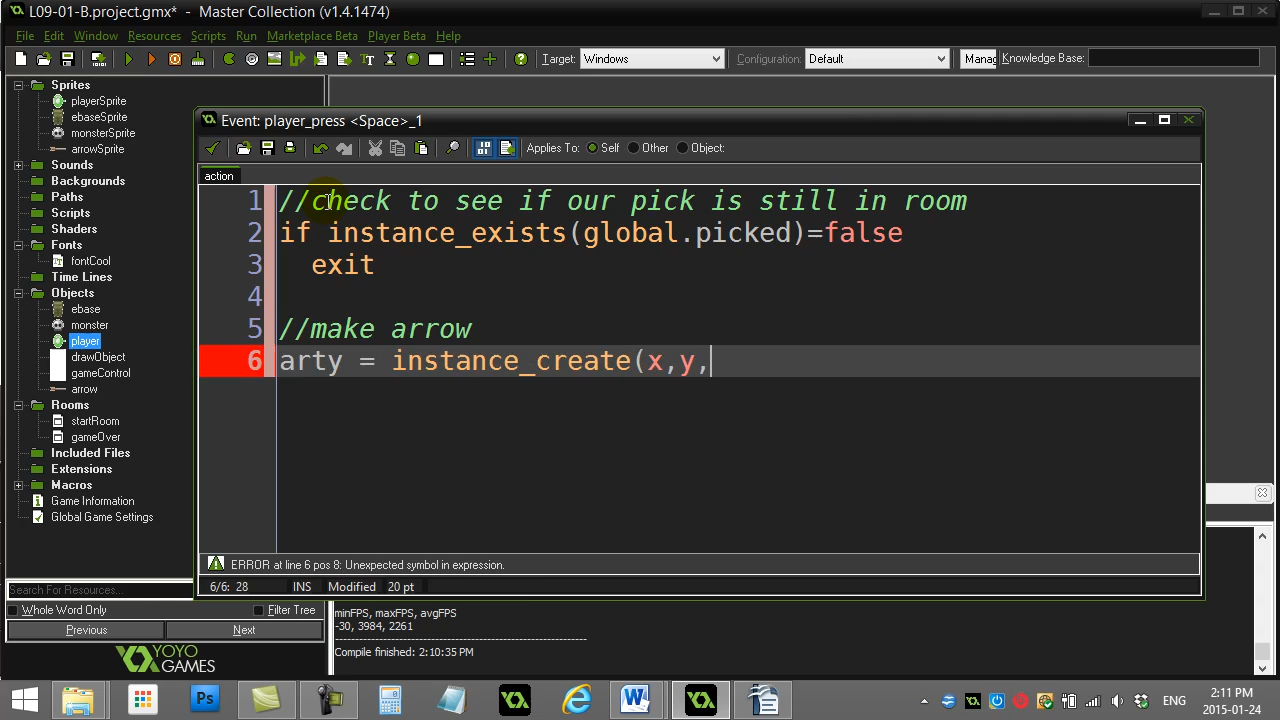 L09-01-B.project.gmx* - Master Collection (v1.4.1474)
File Edit Window Resources Scripts Run Marketplace Beta Player Beta Help
Target: Windows Configuration: Default Manag Knowledge Base:
Sprites
playerSprite
ebaseSprite
monsterSprite
arrowSprite
Sounds
Backgrounds
Paths
Scripts
Shaders
Fonts
fontCool
Time Lines
Objects
ebase
monster
player
drawObject
gameControl
arrow
Rooms
startRoom
gameOver
Included Files
Extensions
Macros
Game Information
Global Game Settings
Search For Resources...
Whole Word Only Filter Tree
Previous Next
YOYO
GAMES
Event: player_press <Space>_1
Applies To: Self Other Object:
action
1 //check to see if our pick is still in room
2 if instance_exists(global.picked)=false
3 exit
4
5 //make arrow
6 arty = instance_create(x,y,
ERROR at line 6 pos 8: Unexpected symbol in expression.
6/6: 28 INS Modified 20 pt
minFPS, maxFPS, avgFPS
-30, 3984, 2261
Compile finished: 2:10:35 PM
Ps
W
ENG
2:11 PM
2015-01-24